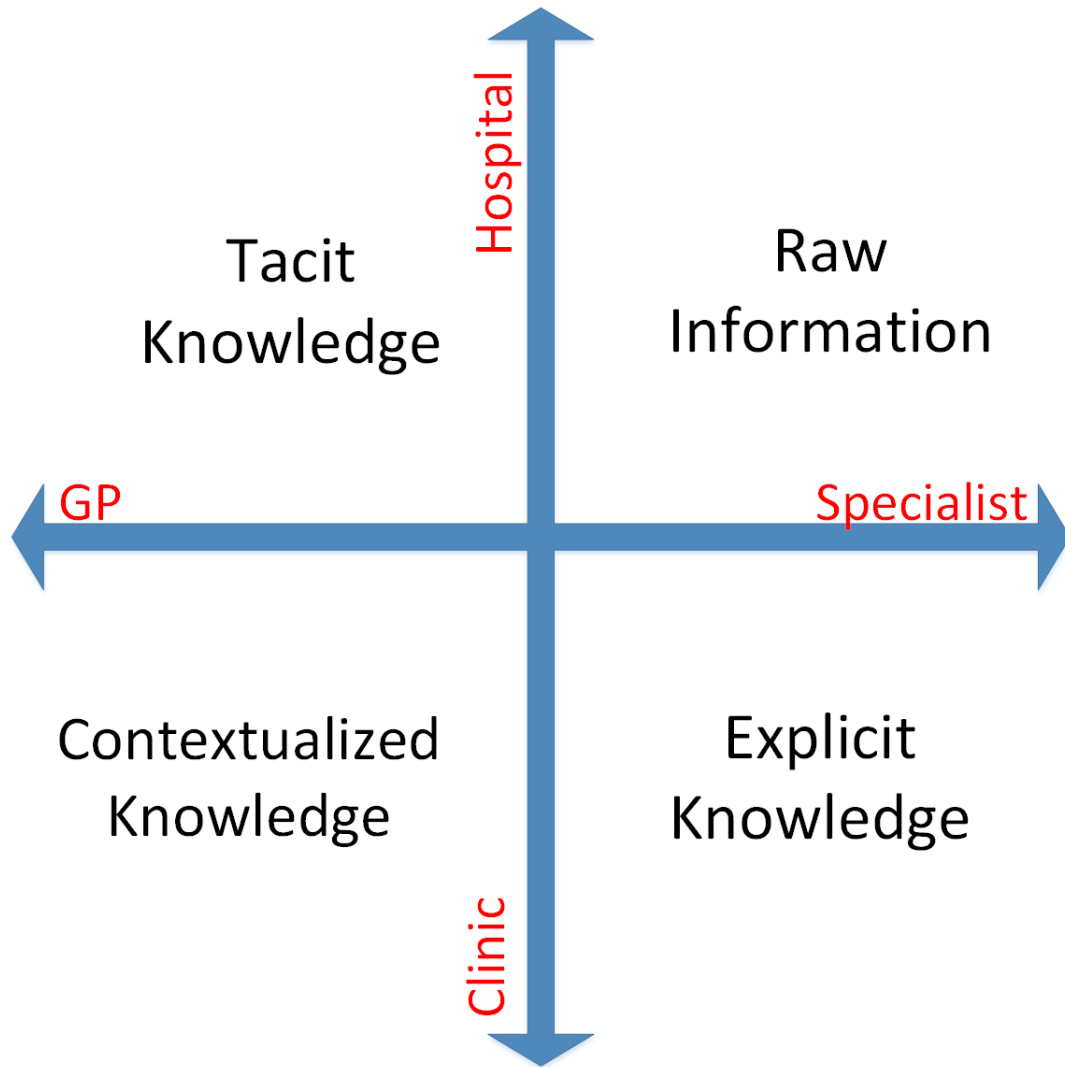 Hospital
Tacit
Knowledge
Raw
Information
GP
Specialist
Contextualized
Knowledge
Explicit
Knowledge
Clinic